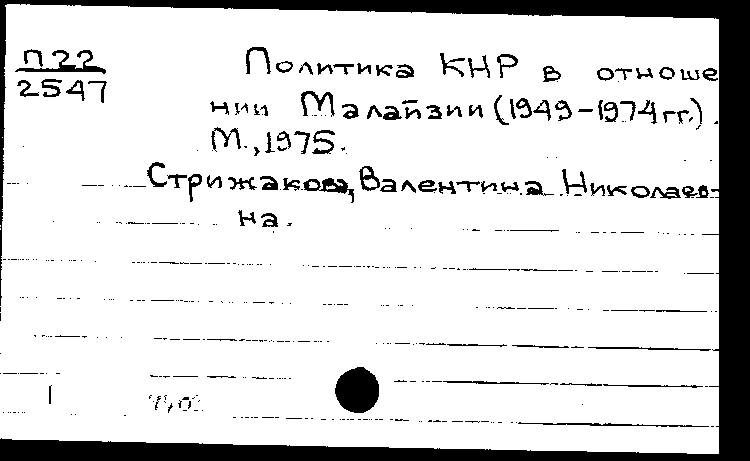 П22
2547
Политика КНР в отноше
нии Малайзии (1949-1974 гг.).
М., 1975.
Стрижакова, Валентина Николаев-
на.